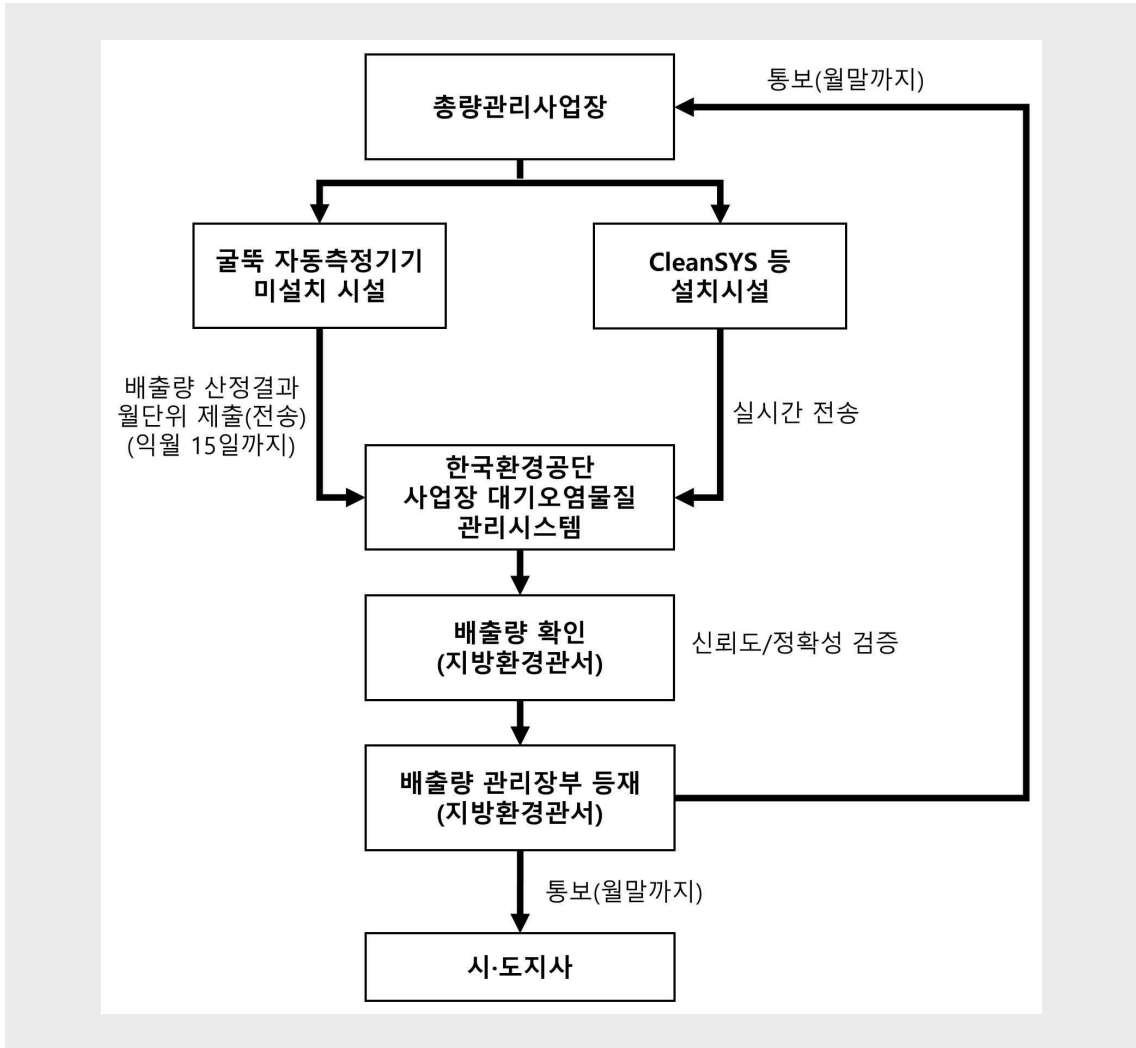 통보(월말까지)
총량관리사업장
굴뚝 자동측정기기
미설치 시설
CleanSYS 등
설치시설
배출량 산정결과
월단위 제출(전송)
(익월 15일까지)
실시간 전송
한국환경공단
사업장 대기오염물질
관리시스템
배출량 확인
(지방환경관서)
신뢰도/정확성 검증
배출량 관리장부 등재
(지방환경관서)
통보(월말까지)
시·도지사